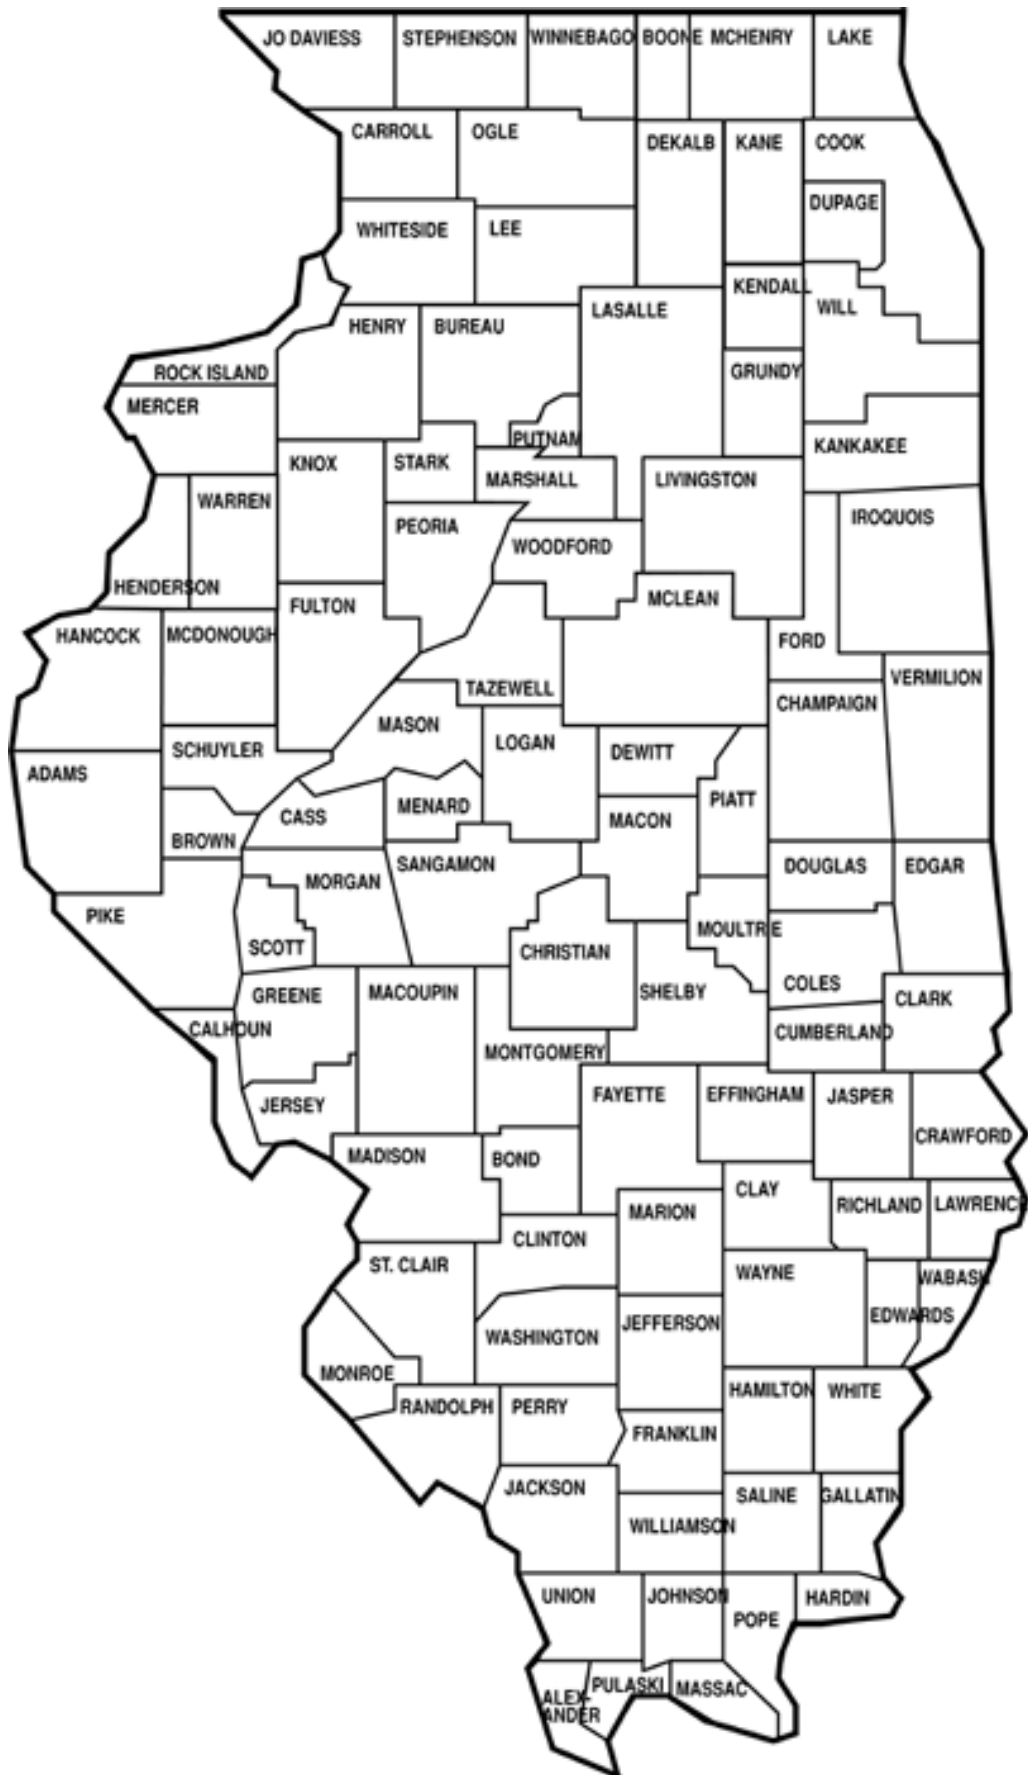 JO DAVIESS
STEPHENSON
WINNEBAGO
BOONE
MCHENRY
LAKE
CARROLL
OGLE
DEKALB
KANE
COOK
DUPAGE
WHITESIDE
LEE
KENDALL
WILL
LASALLE
HENRY
BUREAU
ROCK ISLAND
GRUNDY
MERCER
PUTNAM
KANKAKEE
KNOX
STARK
MARSHALL
LIVINGSTON
WARREN
PEORIA
IROQUOIS
WOODFORD
HENDERSON
FULTON
MCLEAN
HANCOCK
MCDONOUGH
FORD
VERMILION
TAZEWELL
CHAMPAIGN
MASON
LOGAN
SCHUYLER
DEWITT
ADAMS
MENARD
PIATT
CASS
MACON
BROWN
SANGAMON
DOUGLAS
EDGAR
MORGAN
PIKE
MOULTRIE
SCOTT
CHRISTIAN
SHELBY
COLES
GREENE
MACOUPIN
CLARK
CALHOUN
CUMBERLAND
MONTGOMERY
JERSEY
FAYETTE
EFFINGHAM
JASPER
CRAWFORD
MADISON
BOND
CLAY
RICHLAND
LAWRENCE
MARION
CLINTON
ST. CLAIR
WAYNE
WABASH
EDWARDS
WASHINGTON
JEFFERSON
MONROE
HAMILTON
WHITE
RANDOLPH
PERRY
FRANKLIN
JACKSON
SALINE
GALLATIN
WILLIAMSON
UNION
JOHNSON
HARDIN
POPE
PULASKI
MASSAC
ALEX-
ANDER